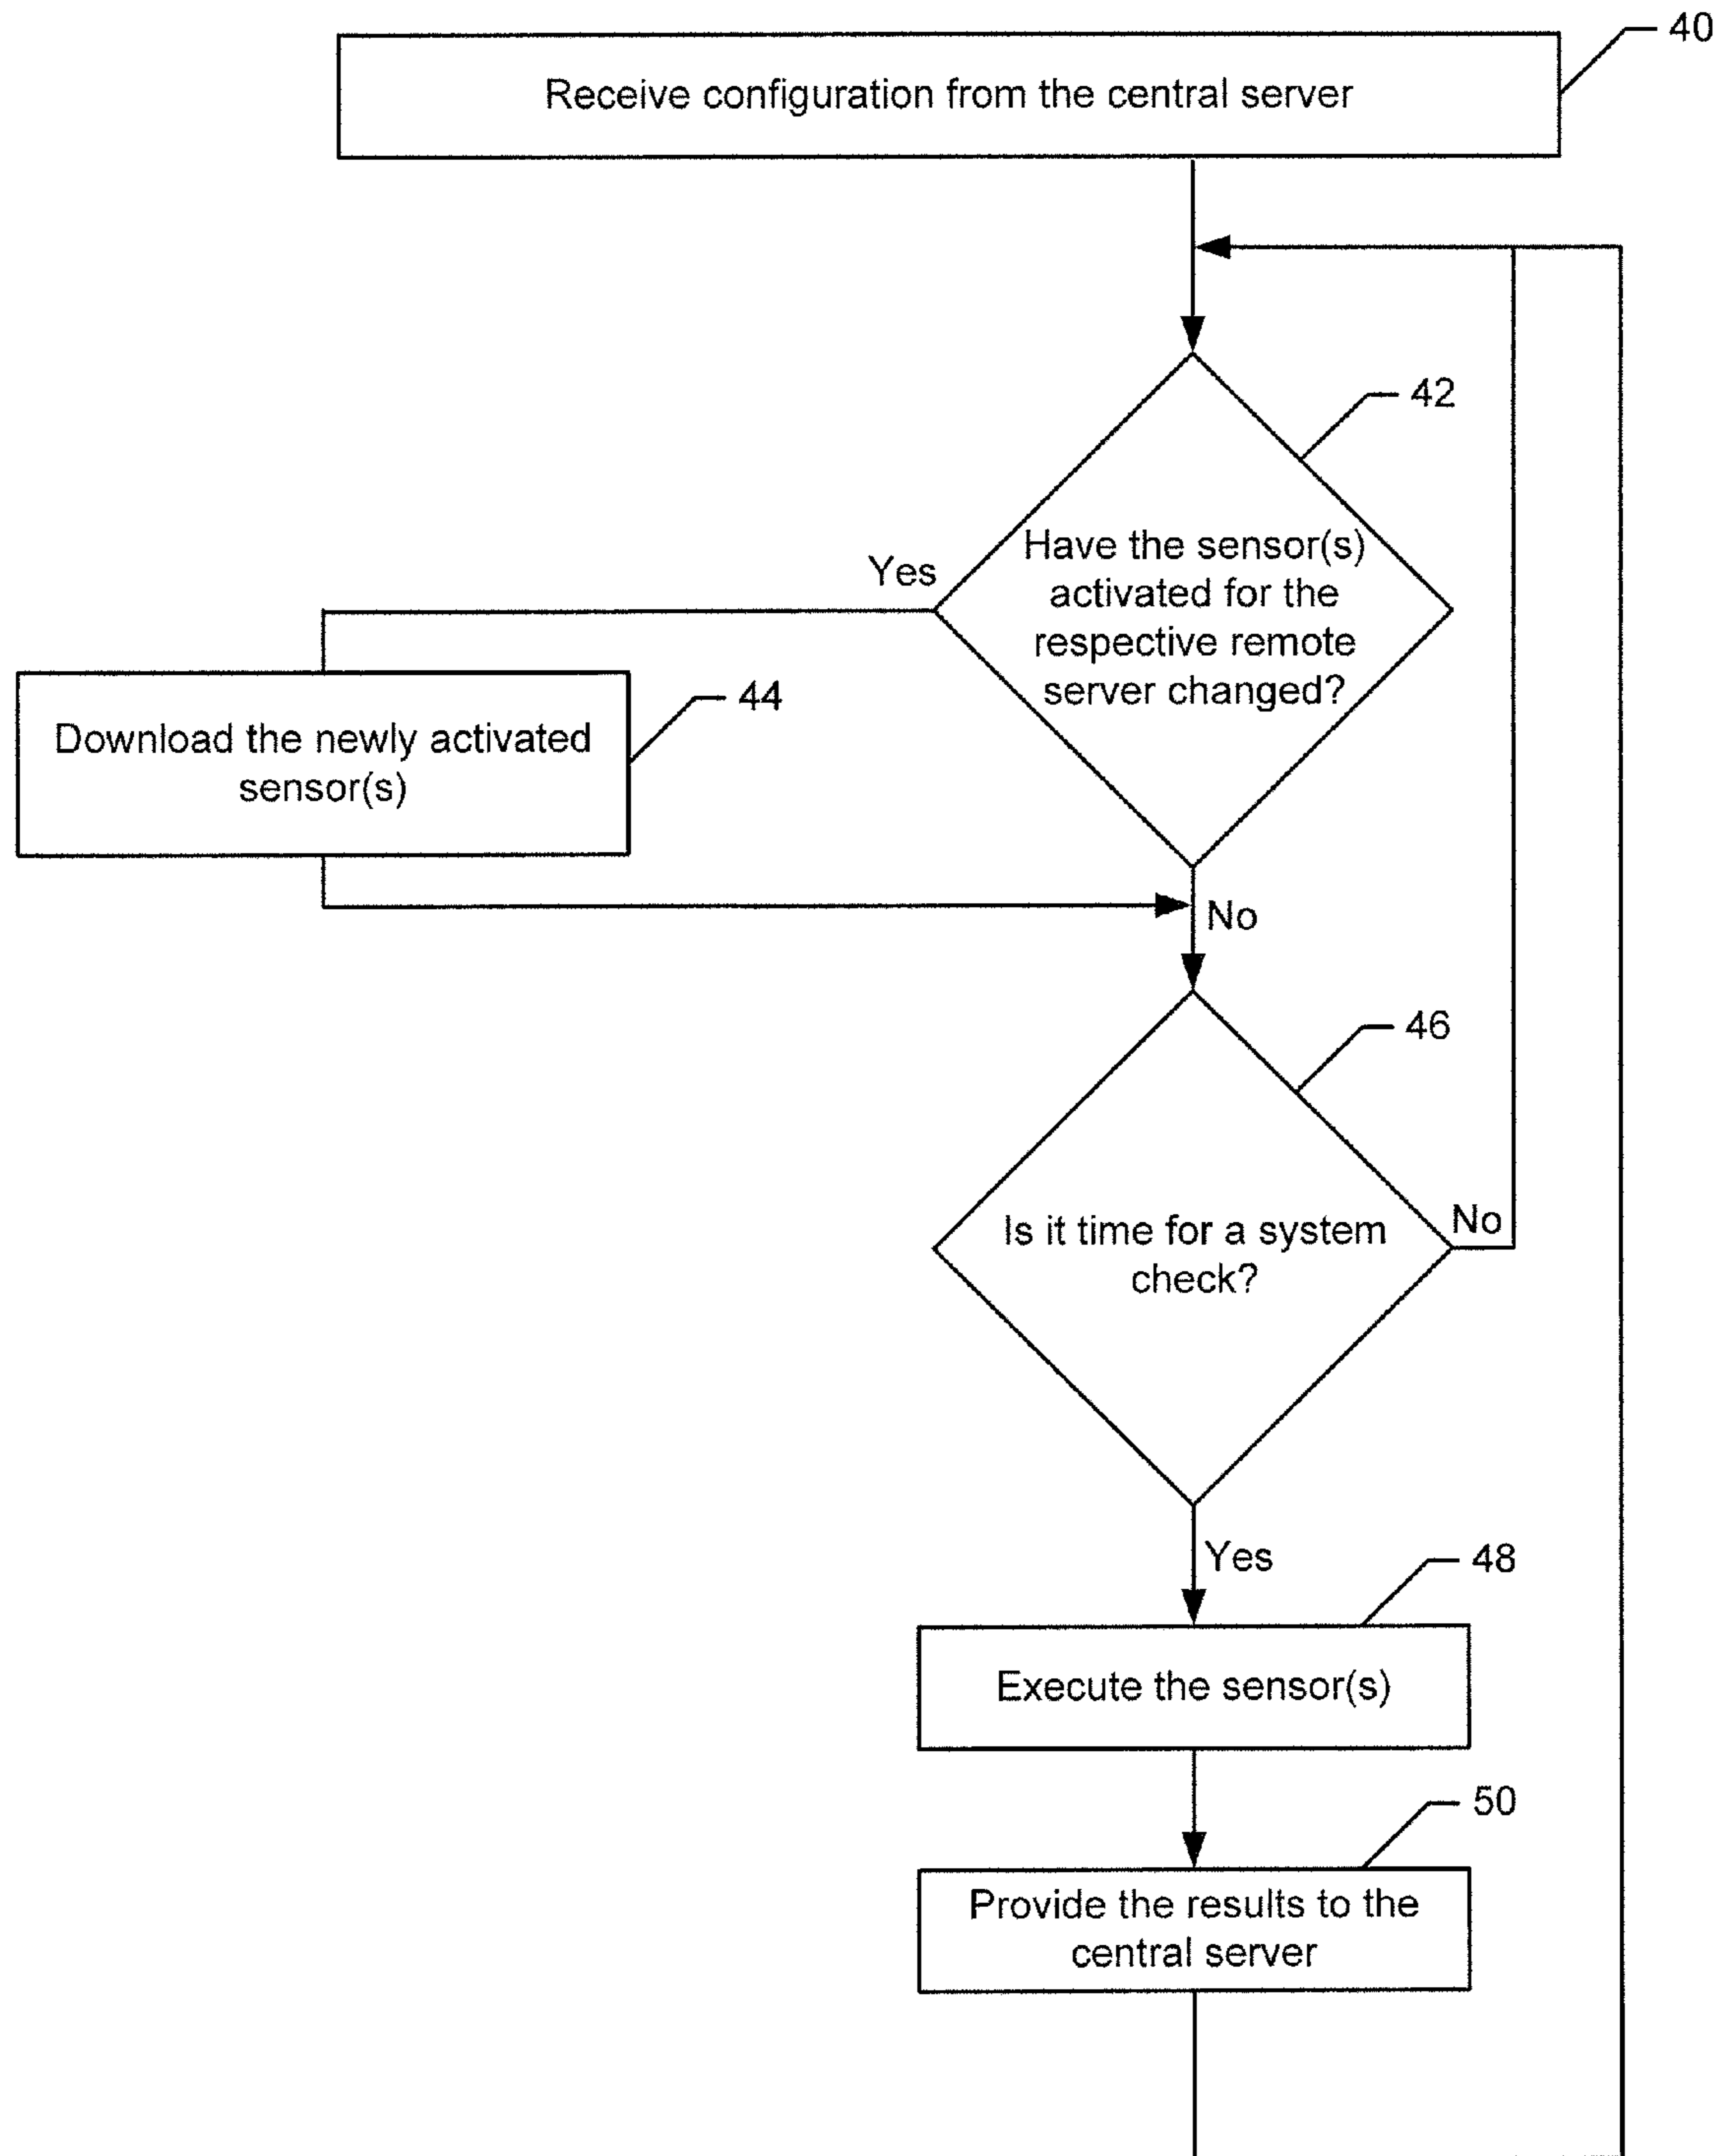 40
Receive configuration from the central server
42
Have the sensor(s)
activated for the
respective remote
server changed?
Yes
44
Download the newly activated
sensor(s)
No
46
Is it time for a system
check?
No
Yes
48
Execute the sensor(s)
50
Provide the results to the
central server